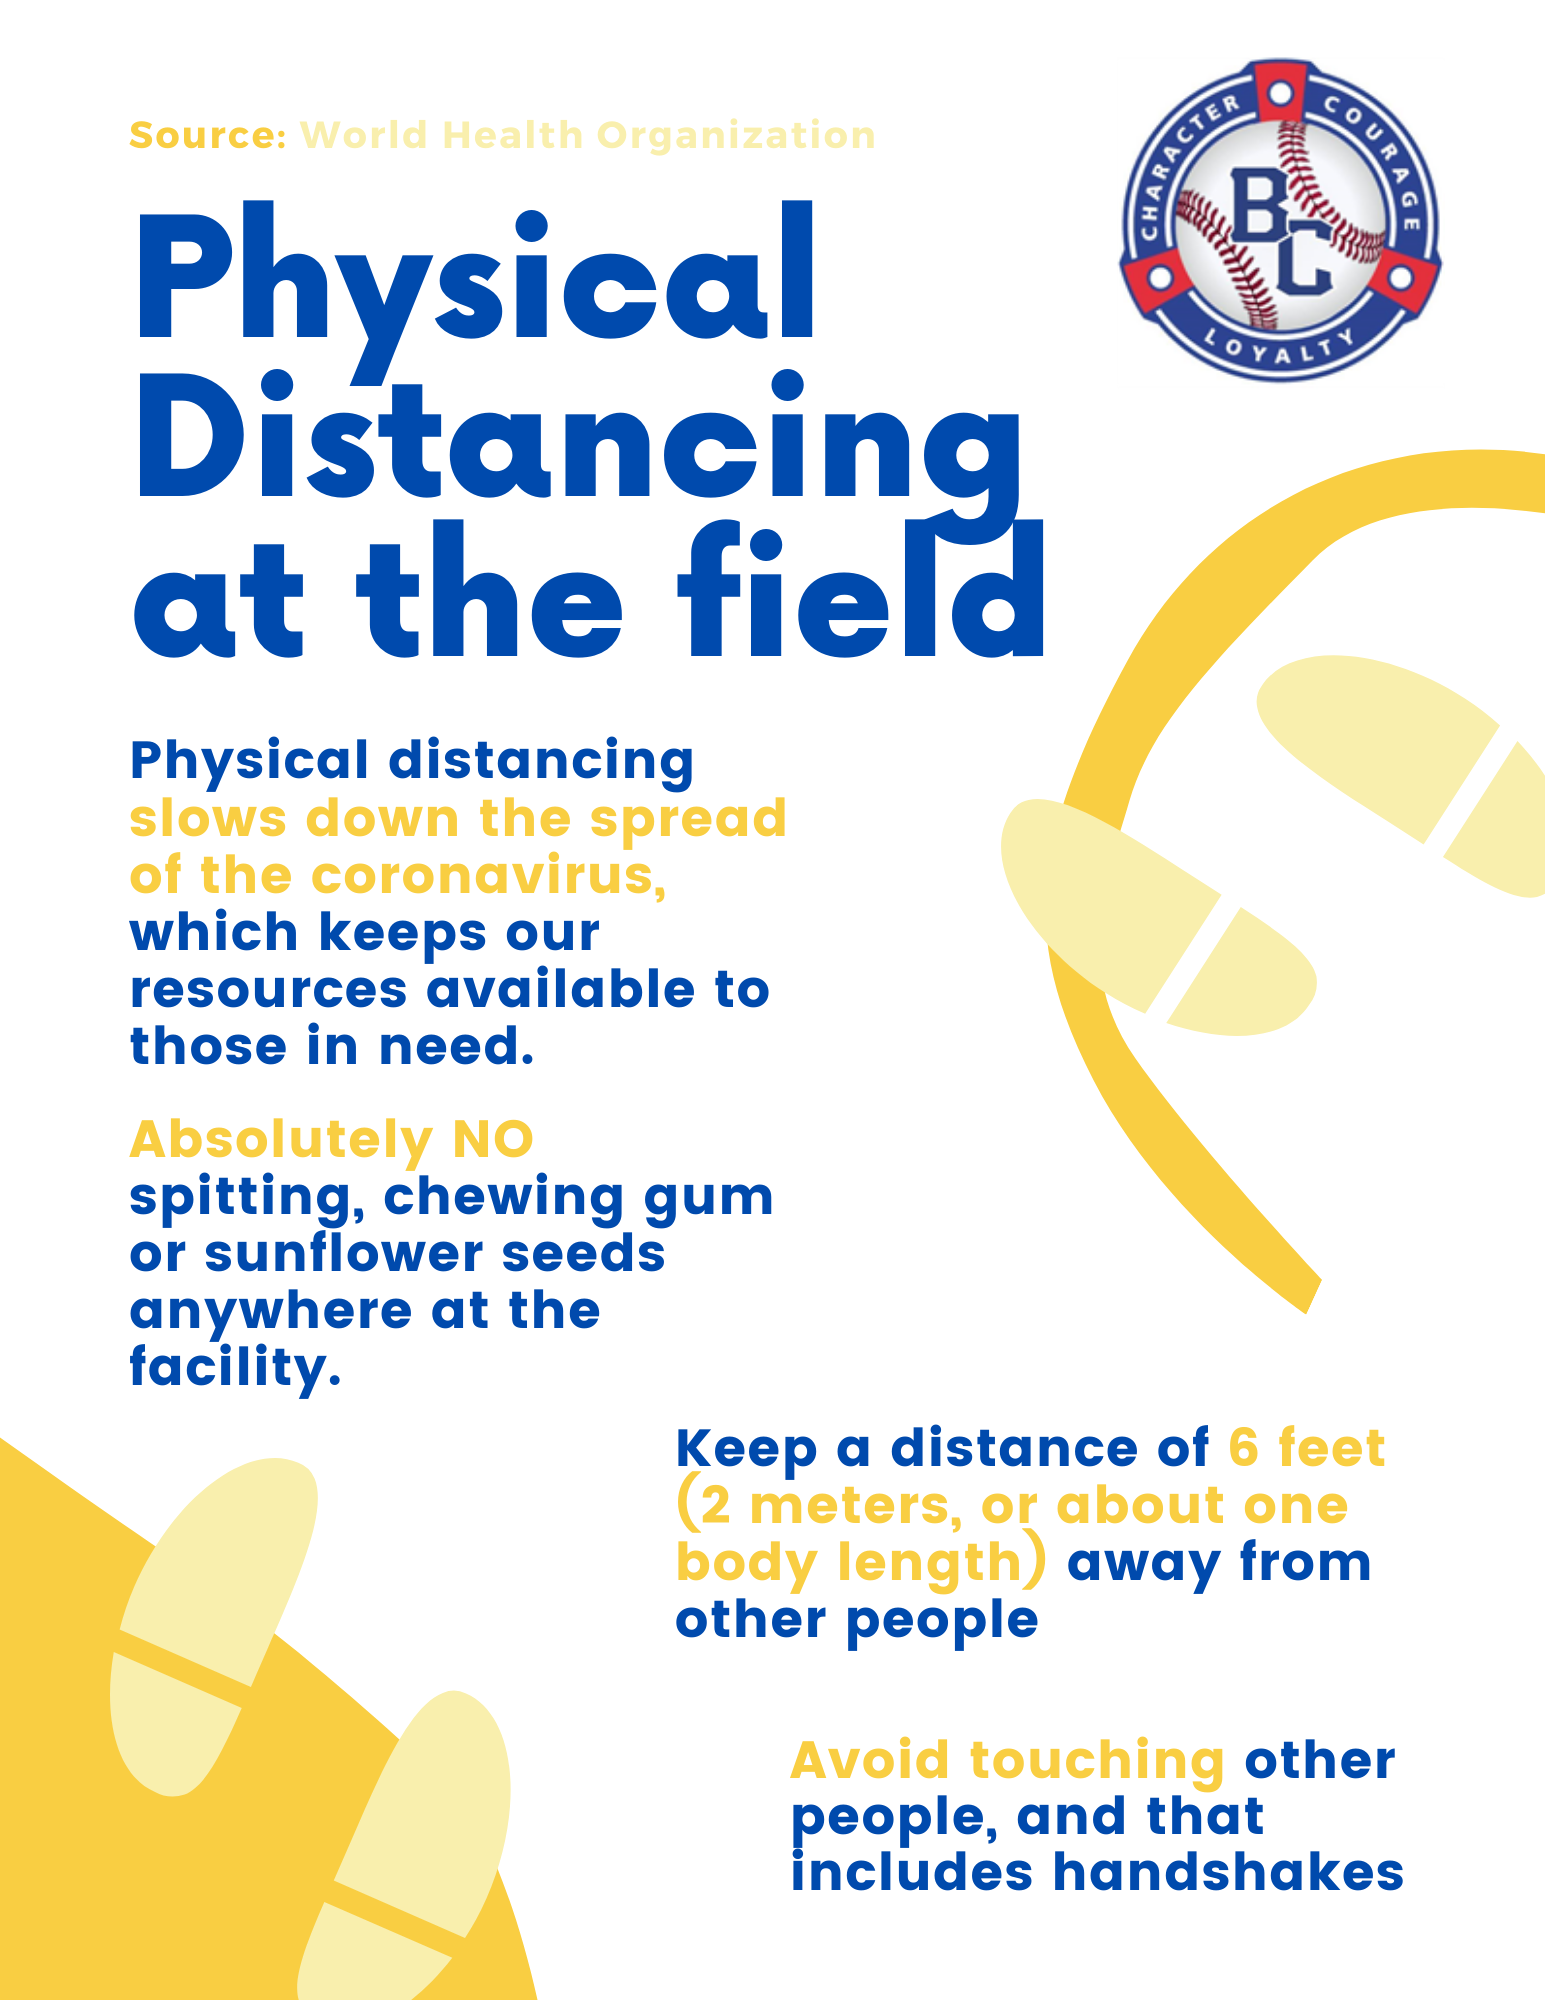 Source: World Health Organization
CHARACTER
COURAGE
LOYALTY
BC
Physical
Distancing
at the field
Physical distancing
slows down the spread
of the coronavirus,
which keeps our
resources available to
those in need.
Absolutely NO
spitting, chewing gum
or sunflower seeds
anywhere at the
facility.
Keep a distance of 6 feet
(2 meters, or about one
body length) away from
other people
Avoid touching other
people, and that
includes handshakes